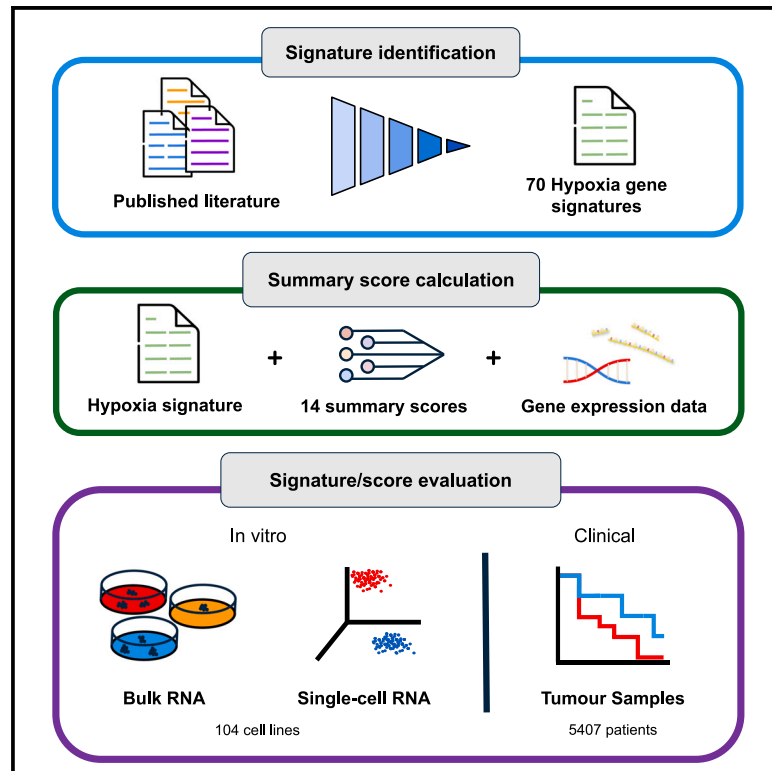 Signature identification
Published literature
70 Hypoxia gene
signatures
Summary score calculation
+
+
Hypoxia signature
14 summary scores
Gene expression data
Signature/score evaluation
In vitro
Clinical
Bulk RNA
Single-cell RNA
Tumour Samples
104 cell lines
5407 patients